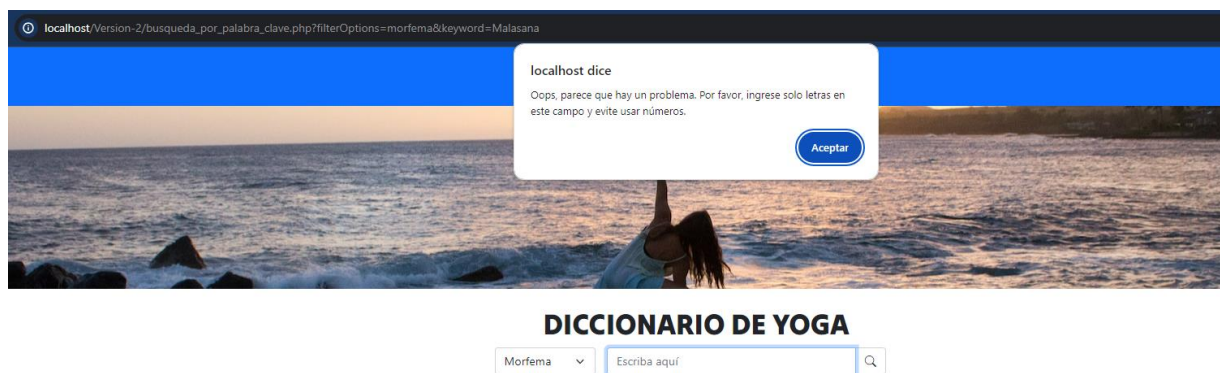 localhost/Version-2/busqueda_por_palabra_clave.php?filterOptions=morfema&keyword=Malasana
localhost dice
Oops, parece que hay un problema. Por favor, ingrese solo letras en
este campo y evite usar números.
Aceptar
DICCIONARIO DE YOGA
Morfema
Escriba aquí